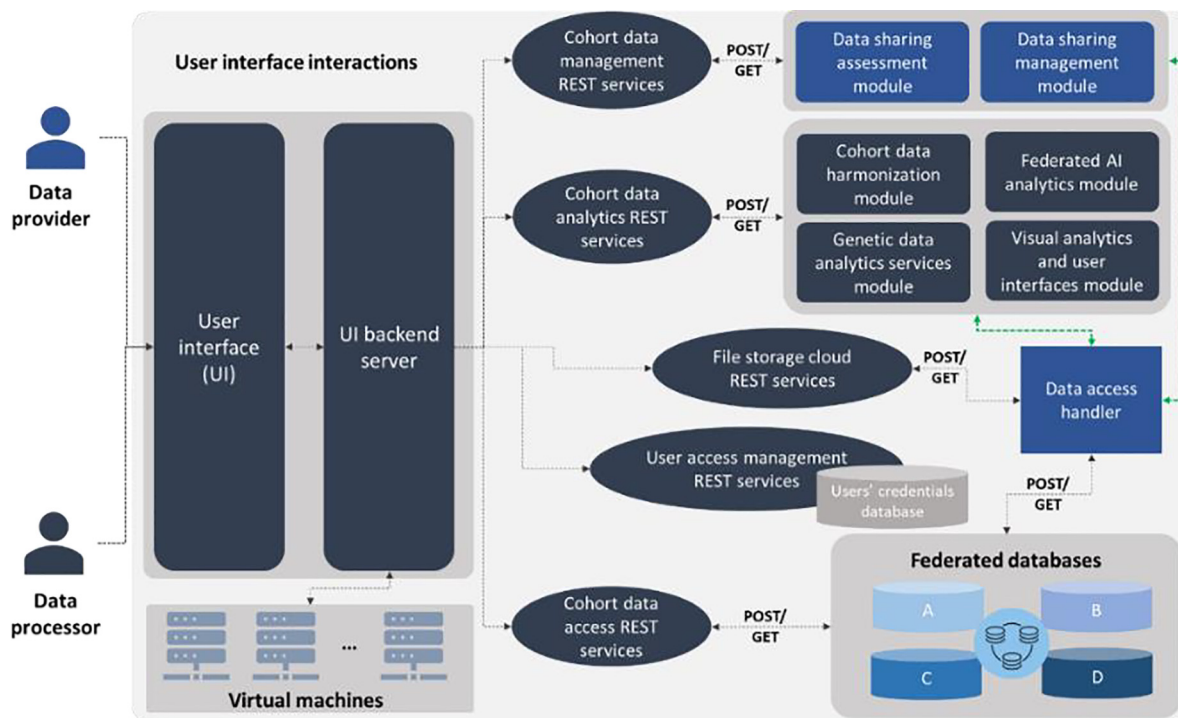 User interface interactions
Data
provider
Data
processor
User
interface
(UI)
UI backend
server
...
Virtual machines
Cohort data
management
REST services
POST/
GET
Data sharing
assessment
module
Data sharing
management
module
Cohort data
analytics REST
services
POST/
GET
Cohort data
harmonization
module
Federated AI
analytics module
Genetic data
analytics services
module
Visual analytics
and user
interfaces module
File storage cloud
REST services
POST/
GET
Data access
handler
User access management
REST services
Users' credentials
database
POST/
GET
Cohort data
access REST
services
POST/
GET
Federated databases
A
B
C
D